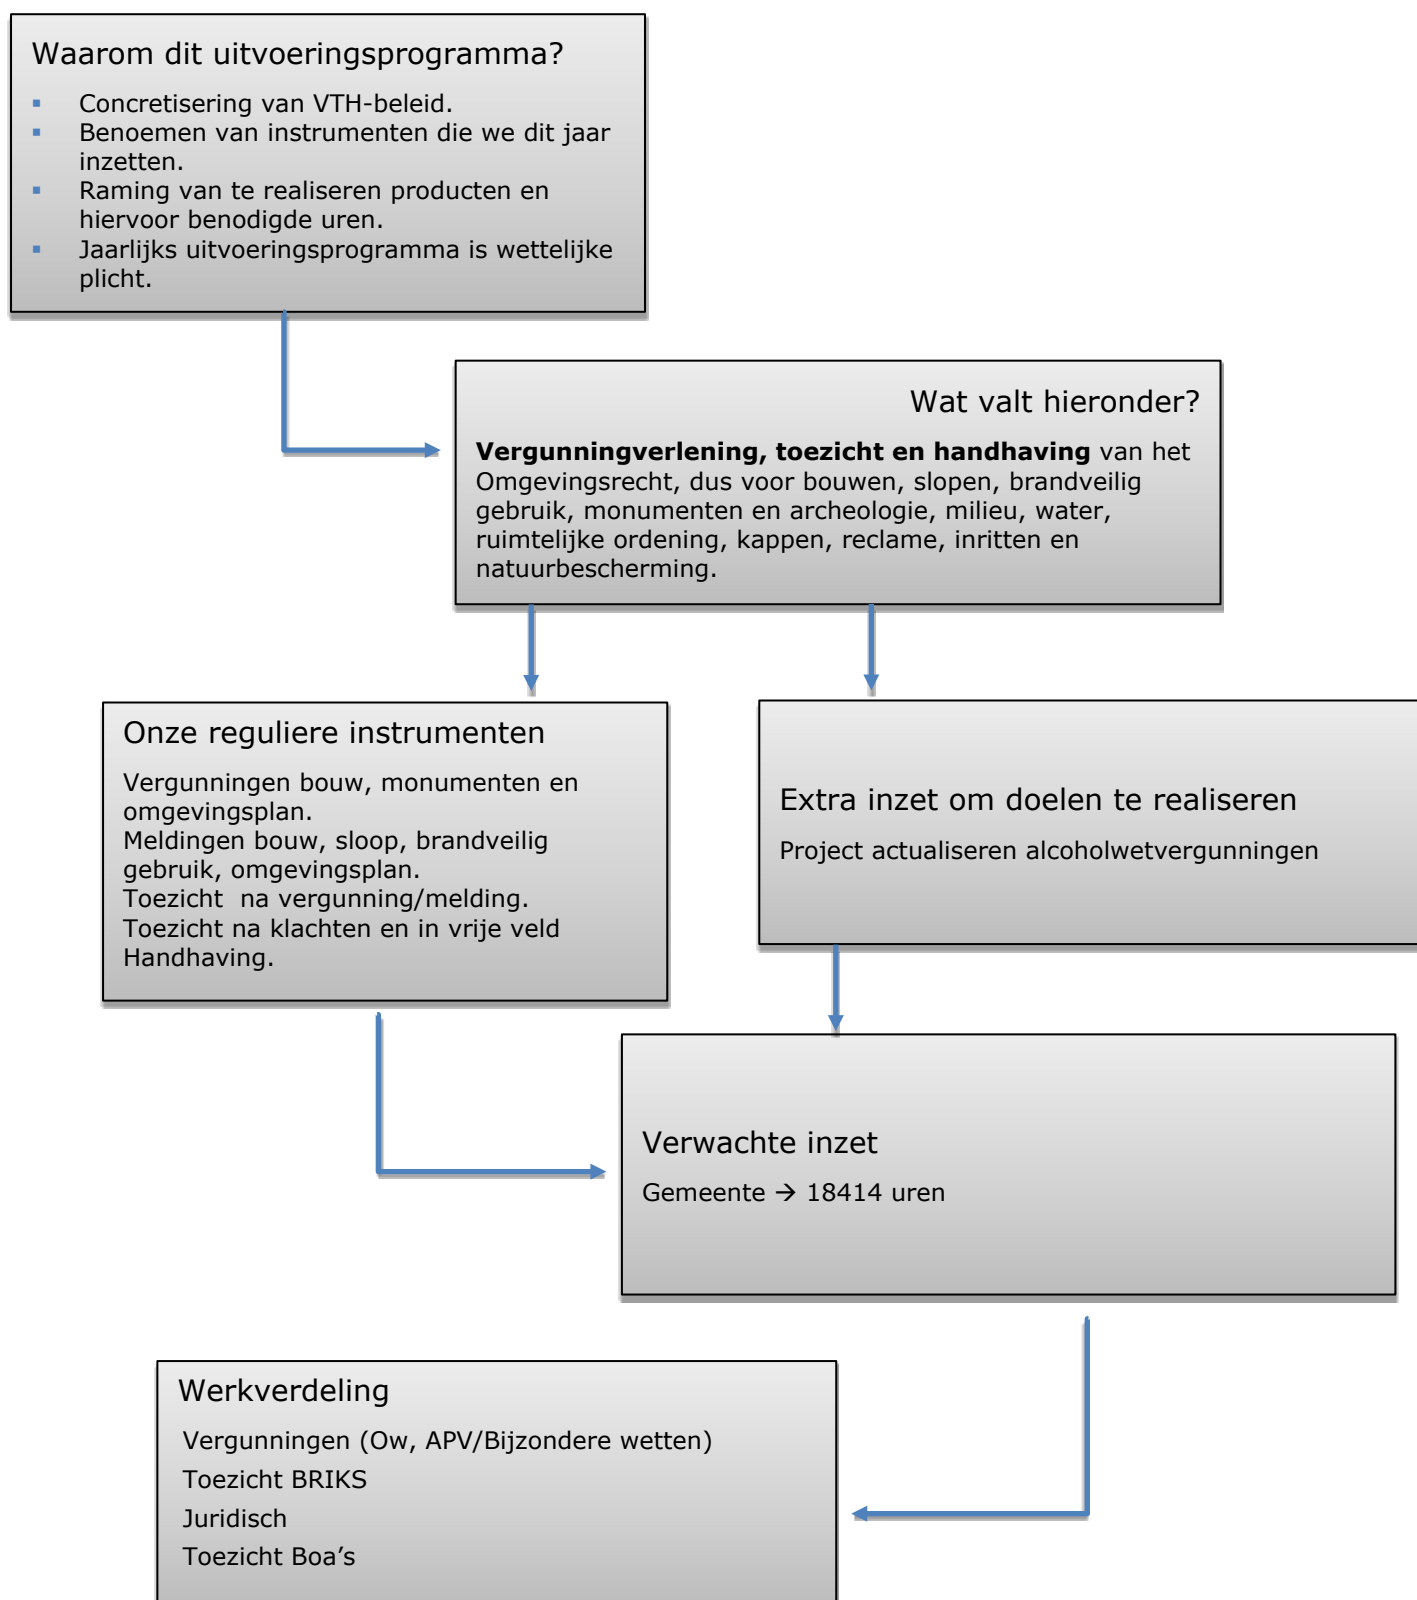 Waarom dit uitvoeringsprogramma?
▪ Concretisering van VTH-beleid.
▪ Benoemen van instrumenten die we dit jaar
inzetten.
▪ Raming van te realiseren producten en
hiervoor benodigde uren.
▪ Jaarlijks uitvoeringsprogramma is wettelijke
plicht.
Wat valt hieronder?
Vergunningverlening, toezicht en handhaving van het
Omgevingsrecht, dus voor bouwen, slopen, brandveilig
gebruik, monumenten en archeologie, milieu, water,
ruimtelijke ordening, kappen, reclame, inritten en
natuurbescherming.
Onze reguliere instrumenten
Vergunningen bouw, monumenten en
omgevingsplan.
Meldingen bouw, sloop, brandveilig
gebruik, omgevingsplan.
Toezicht  na vergunning/melding.
Toezicht na klachten en in vrije veld
Handhaving.
Extra inzet om doelen te realiseren
Project actualiseren alcoholwetvergunningen
Verwachte inzet
Gemeente → 18414 uren
Werkverdeling
Vergunningen (Ow, APV/Bijzondere wetten)
Toezicht BRIKS
Juridisch
Toezicht Boa’s